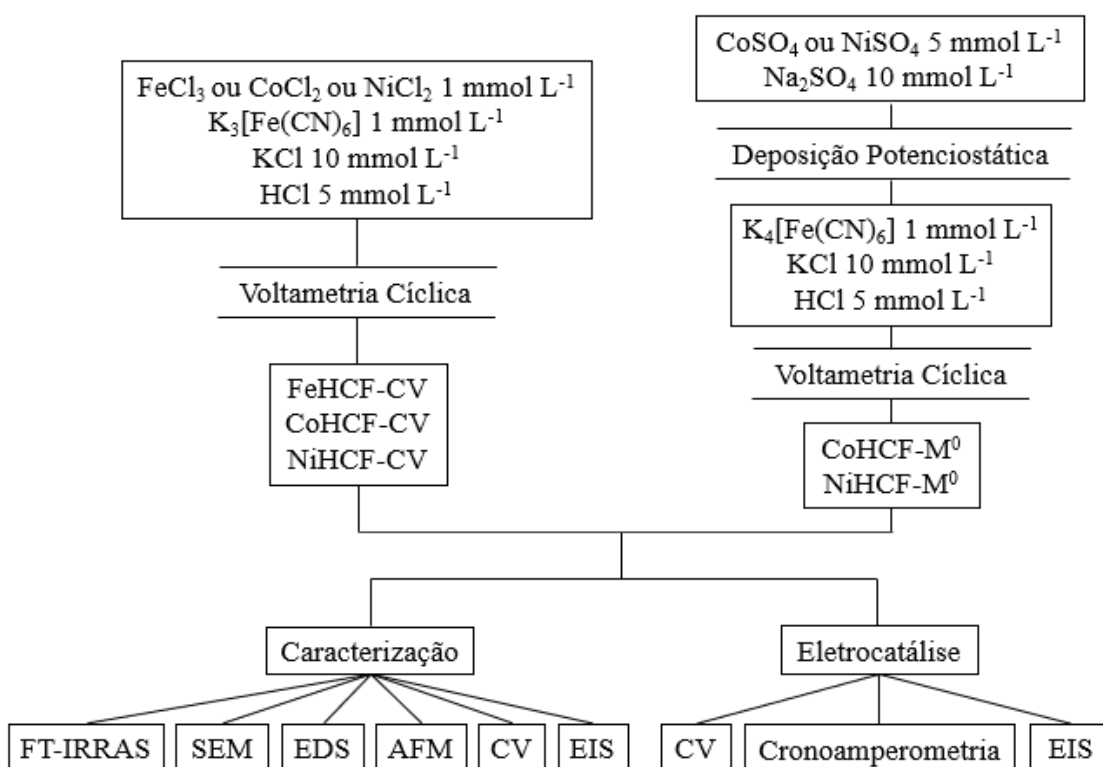 FeCl₃ ou CoCl₂ ou NiCl₂ 1 mmol L⁻¹
K₃[Fe(CN)₆] 1 mmol L⁻¹
KCl 10 mmol L⁻¹
HCl 5 mmol L⁻¹
Voltametria Cíclica
FeHCF-CV
CoHCF-CV
NiHCF-CV
CoSO₄ ou NiSO₄ 5 mmol L⁻¹
Na₂SO₄ 10 mmol L⁻¹
Deposição Potenciostática
K₄[Fe(CN)₆] 1 mmol L⁻¹
KCl 10 mmol L⁻¹
HCl 5 mmol L⁻¹
Voltametria Cíclica
CoHCF-M⁰
NiHCF-M⁰
Caracterização
FT-IRRAS
SEM
EDS
AFM
CV
EIS
Eletrocatálise
CV
Cronoamperometria
EIS